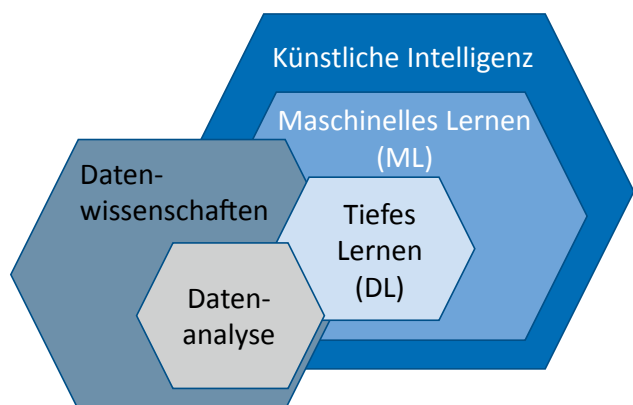 Künstliche Intelligenz
Maschinelles Lernen
(ML)
Daten-
wissenschaften
Tiefes
Lernen
(DL)
Daten-
analyse